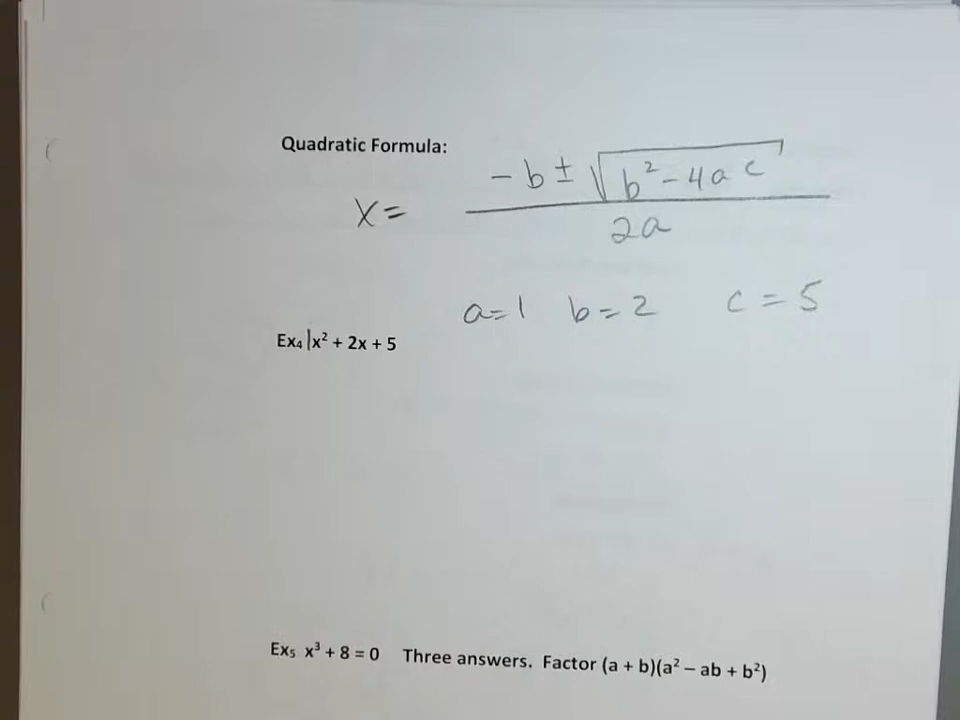 Quadratic Formula:
x = -b ± √(b² - 4ac) / 2a
a=1 b=2 c=5
Ex₄ |x² + 2x + 5
Ex₅ x³ + 8 = 0 Three answers. Factor (a + b)(a² – ab + b²)